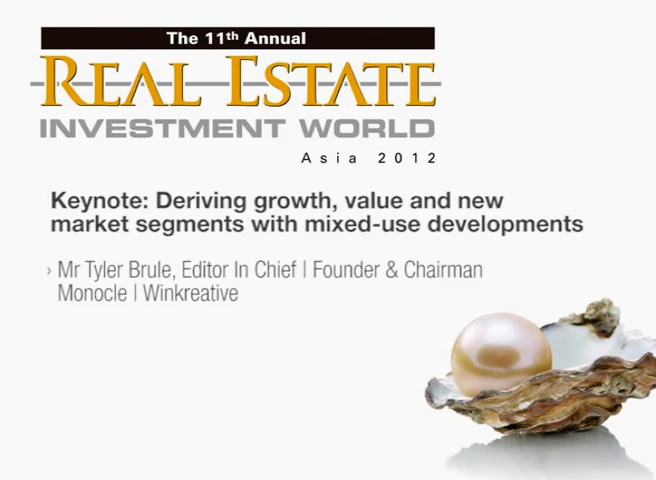 The 11th Annual
REAL ESTATE
INVESTMENT WORLD
Asia 2012
Keynote: Deriving growth, value and new
market segments with mixed-use developments
› Mr Tyler Brule, Editor In Chief | Founder & Chairman
Monocle | Winkreative